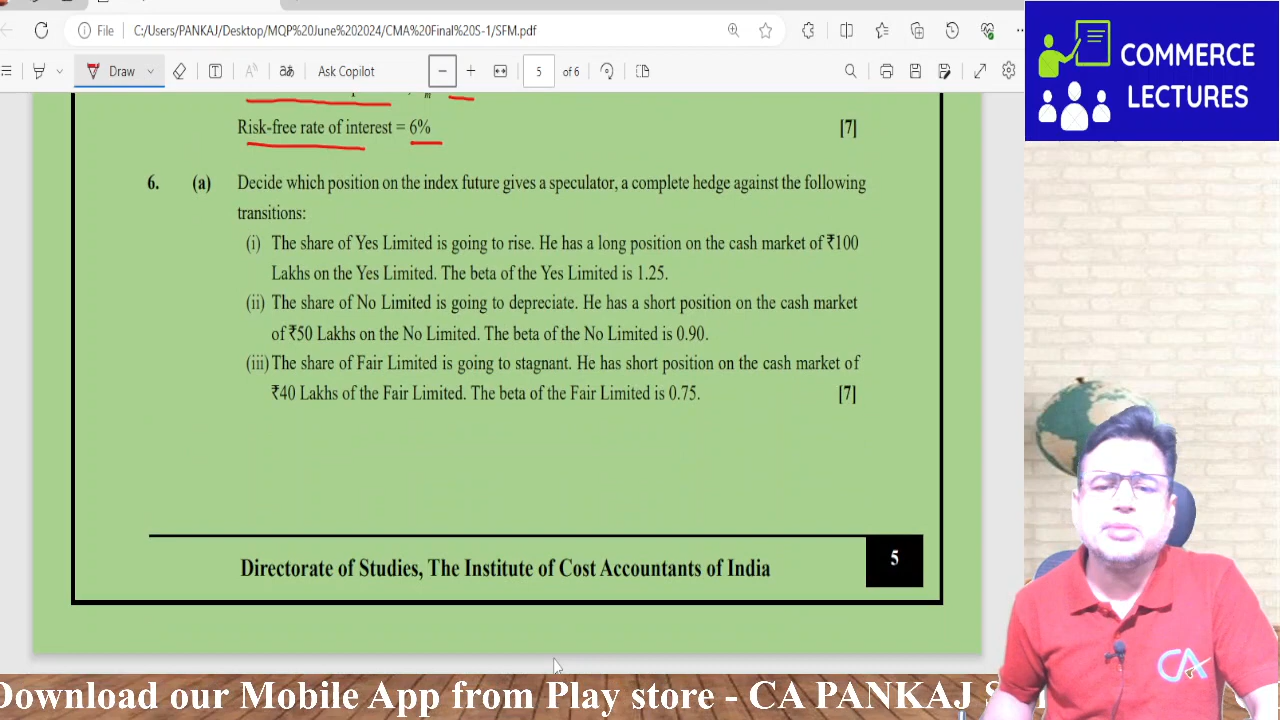 File
C:/Users/PANKAJ/Desktop/MQP%20June%202024/CMA%20Final%20S-1/SFM.pdf
Draw
Ask Copilot
5 of 6
COMMERCE
LECTURES
m
Risk-free rate of interest = 6% [7]
6. (a) Decide which position on the index future gives a speculator, a complete hedge against the following
transitions:
(i) The share of Yes Limited is going to rise. He has a long position on the cash market of ₹100
Lakhs on the Yes Limited. The beta of the Yes Limited is 1.25.
(ii) The share of No Limited is going to depreciate. He has a short position on the cash market
of ₹50 Lakhs on the No Limited. The beta of the No Limited is 0.90.
(iii) The share of Fair Limited is going to stagnant. He has short position on the cash market of
₹40 Lakhs of the Fair Limited. The beta of the Fair Limited is 0.75. [7]
Directorate of Studies, The Institute of Cost Accountants of India
5
CA
Download our Mobile App from Play store - CA PANKAJ